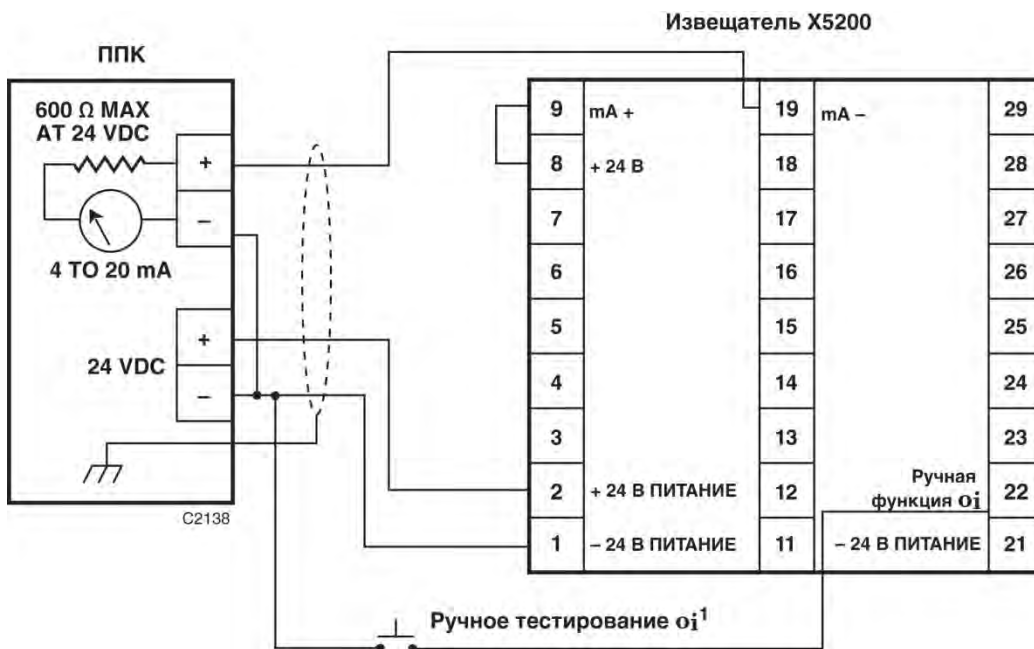 Извещатель X5200
ППК
600 Ω MAX
AT 24 VDC
+
–
4 TO 20 mA
24 VDC
+
–
C2138
9 mA + 19 mA – 29
8 + 24 В 18 28
7 17 27
6 16 26
5 15 25
4 14 24
3 13 23
2 + 24 В ПИТАНИЕ 12 Ручная функция oi 22
1 – 24 В ПИТАНИЕ 11 – 24 В ПИТАНИЕ 21
Ручное тестирование oi¹